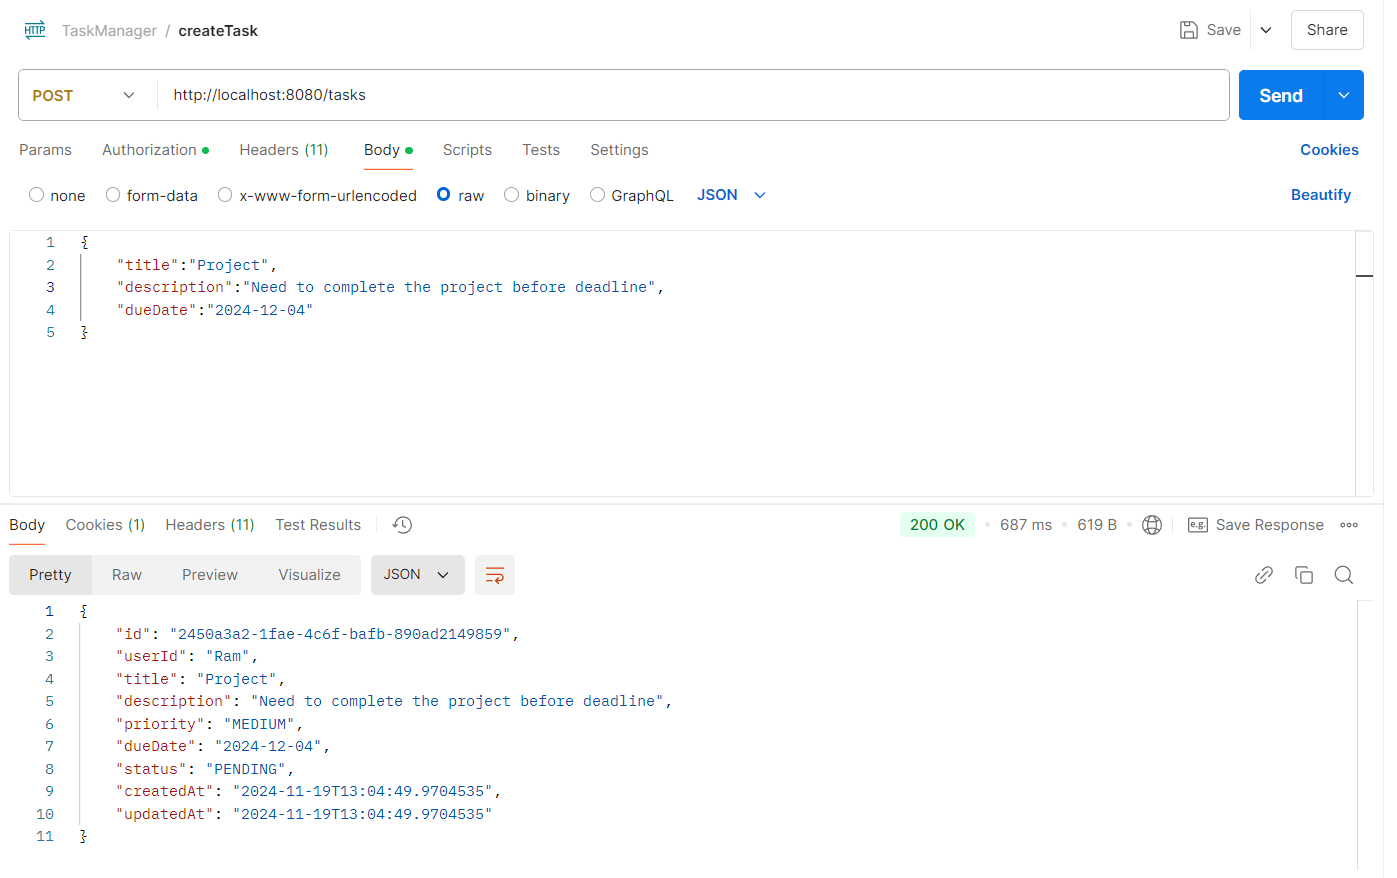 HTTP TaskManager / createTask Save Share
POST http://localhost:8080/tasks Send
Params Authorization Headers (11) Body Scripts Tests Settings Cookies
none form-data x-www-form-urlencoded raw binary GraphQL JSON Beautify
1 {
2 "title":"Project",
3 "description":"Need to complete the project before deadline",
4 "dueDate":"2024-12-04"
5 }
Body Cookies (1) Headers (11) Test Results 200 OK 687 ms 619 B e.g. Save Response
Pretty Raw Preview Visualize JSON
1 {
2 "id": "2450a3a2-1fae-4c6f-bafb-890ad2149859",
3 "userId": "Ram",
4 "title": "Project",
5 "description": "Need to complete the project before deadline",
6 "priority": "MEDIUM",
7 "dueDate": "2024-12-04",
8 "status": "PENDING",
9 "createdAt": "2024-11-19T13:04:49.9704535",
10 "updatedAt": "2024-11-19T13:04:49.9704535"
11 }